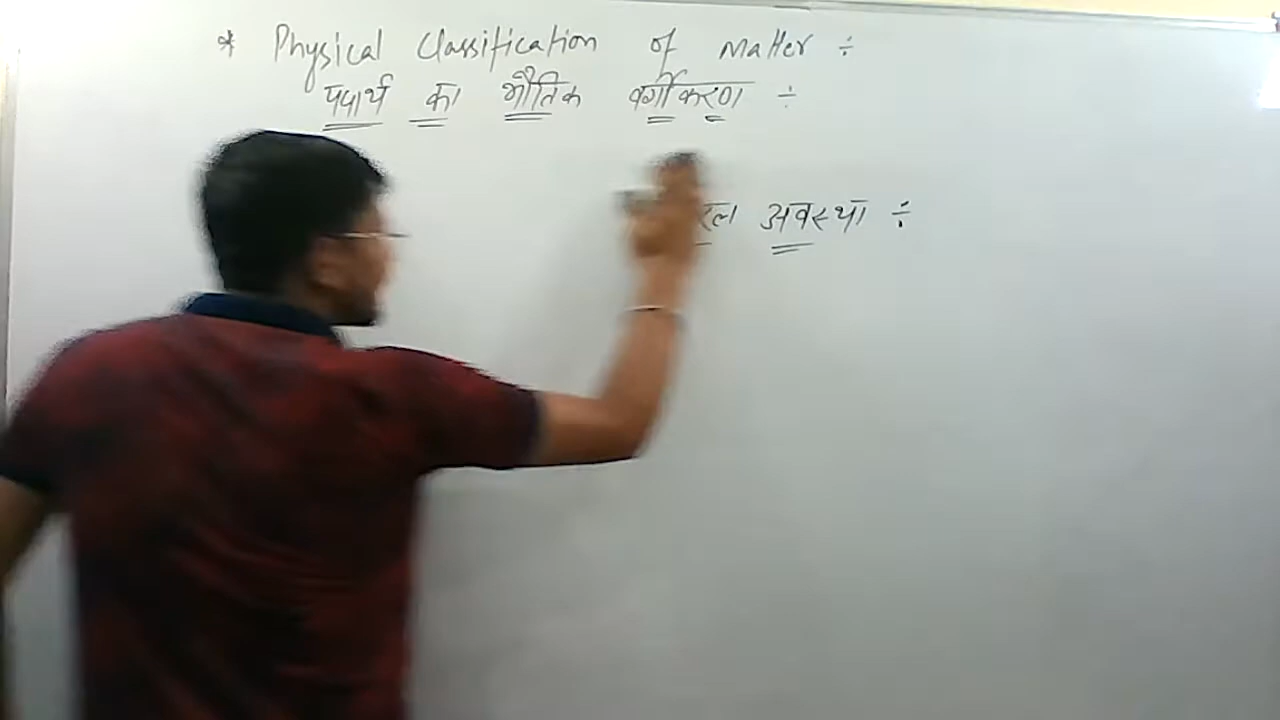 * Physical Classification of matter ÷
पदार्थ का भौतिक वर्गीकरण ÷
अवस्था ÷